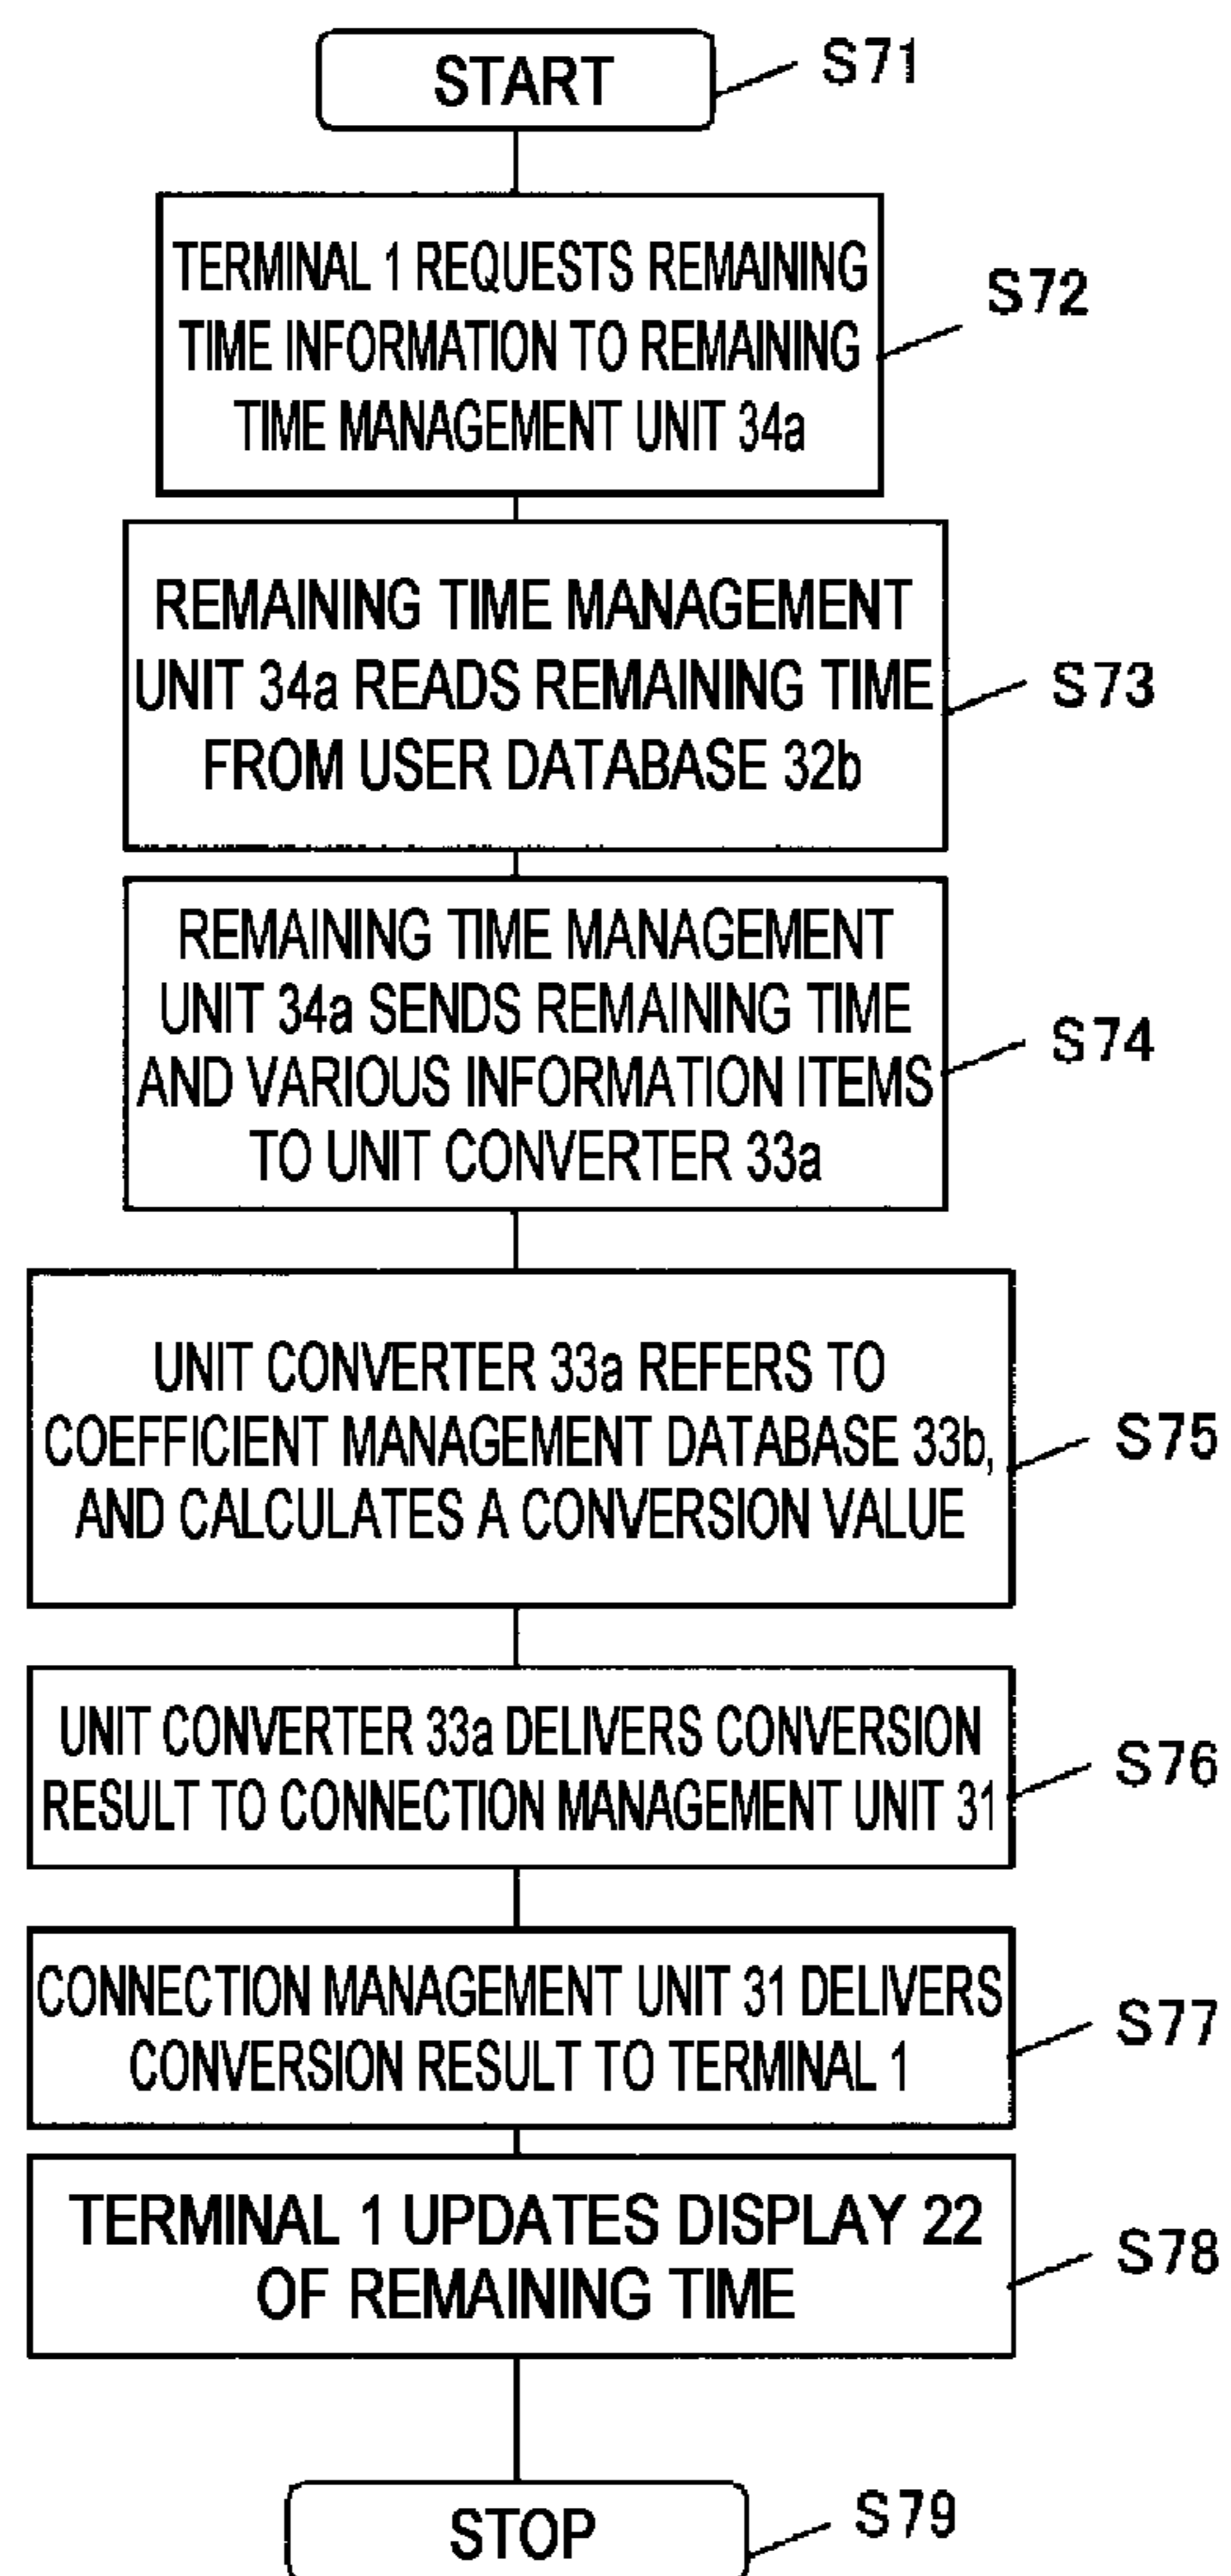 START
S71
TERMINAL 1 REQUESTS REMAINING
TIME INFORMATION TO REMAINING
TIME MANAGEMENT UNIT 34a
S72
REMAINING TIME MANAGEMENT
UNIT 34a READS REMAINING TIME
FROM USER DATABASE 32b
S73
REMAINING TIME MANAGEMENT
UNIT 34a SENDS REMAINING TIME
AND VARIOUS INFORMATION ITEMS
TO UNIT CONVERTER 33a
S74
UNIT CONVERTER 33a REFERS TO
COEFFICIENT MANAGEMENT DATABASE 33b,
AND CALCULATES A CONVERSION VALUE
S75
UNIT CONVERTER 33a DELIVERS CONVERSION
RESULT TO CONNECTION MANAGEMENT UNIT 31
S76
CONNECTION MANAGEMENT UNIT 31 DELIVERS
CONVERSION RESULT TO TERMINAL 1
S77
TERMINAL 1 UPDATES DISPLAY 22
OF REMAINING TIME
S78
STOP
S79